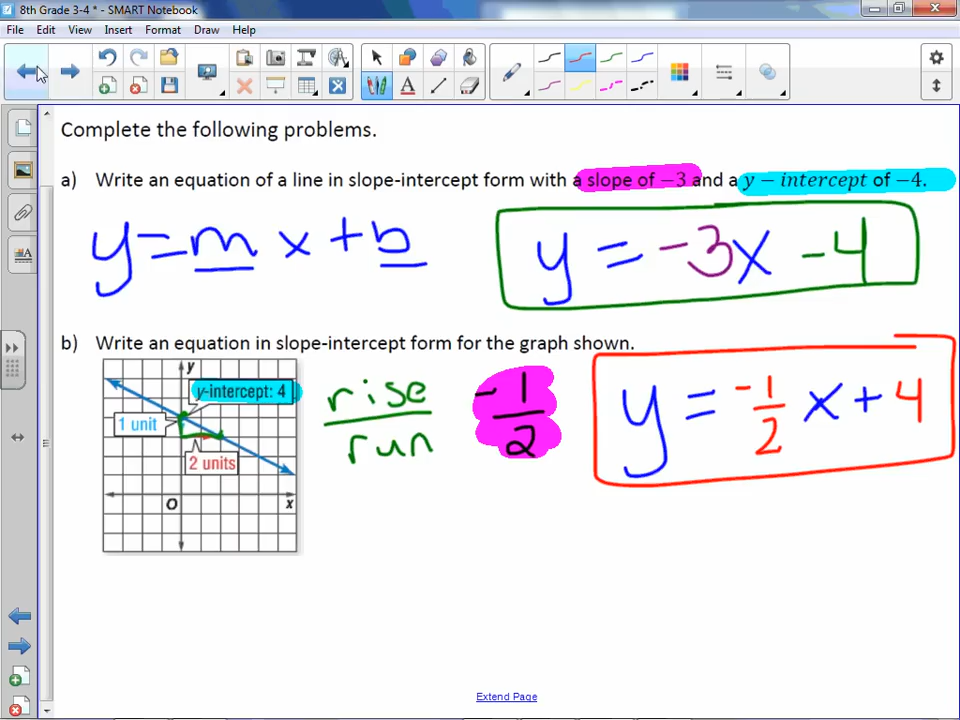 8th Grade 3-4 * - SMART Notebook
File Edit View Insert Format Draw Help
Complete the following problems.
a) Write an equation of a line in slope-intercept form with a slope of −3 and a y − intercept of −4.
y = mx + b
y = -3x - 4
b) Write an equation in slope-intercept form for the graph shown.
y
y-intercept: 4
1 unit
2 units
O
x
rise
run
- 1
2
y = -1/2 x + 4
Extend Page